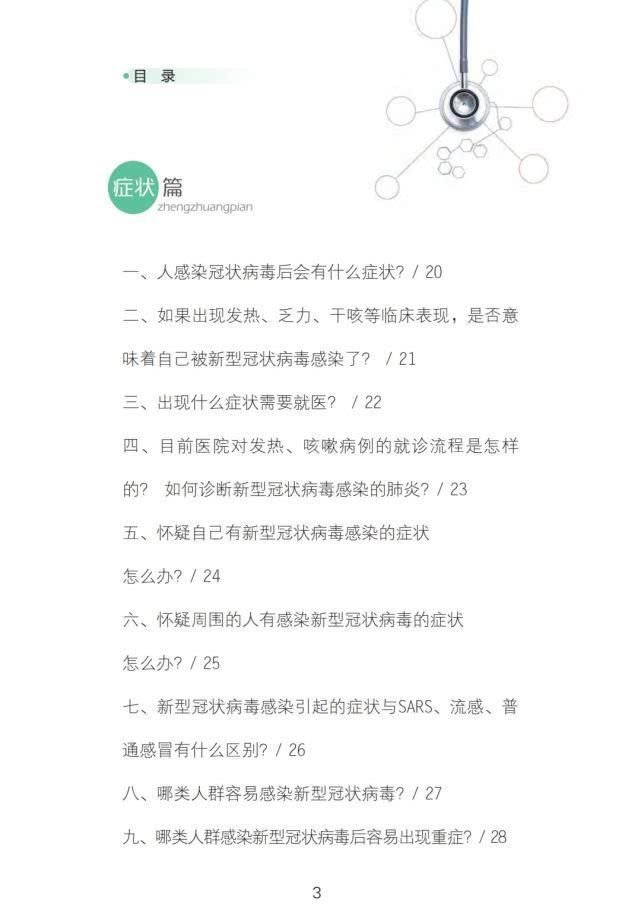 目 录
症状篇
zhengzhuangpian
一、人感染冠状病毒后会有什么症状？/ 20
二、如果出现发热、乏力、干咳等临床表现，是否意
味着自己被新型冠状病毒感染了？ / 21
三、出现什么症状需要就医？ / 22
四、目前医院对发热、咳嗽病例的就诊流程是怎样
的？ 如何诊断新型冠状病毒感染的肺炎？/ 23
五、怀疑自己有新型冠状病毒感染的症状
怎么办？/ 24
六、怀疑周围的人有感染新型冠状病毒的症状
怎么办？/ 25
七、新型冠状病毒感染引起的症状与SARS、流感、普
通感冒有什么区别？/ 26
八、哪类人群容易感染新型冠状病毒？/ 27
九、哪类人群感染新型冠状病毒后容易出现重症？/ 28
3